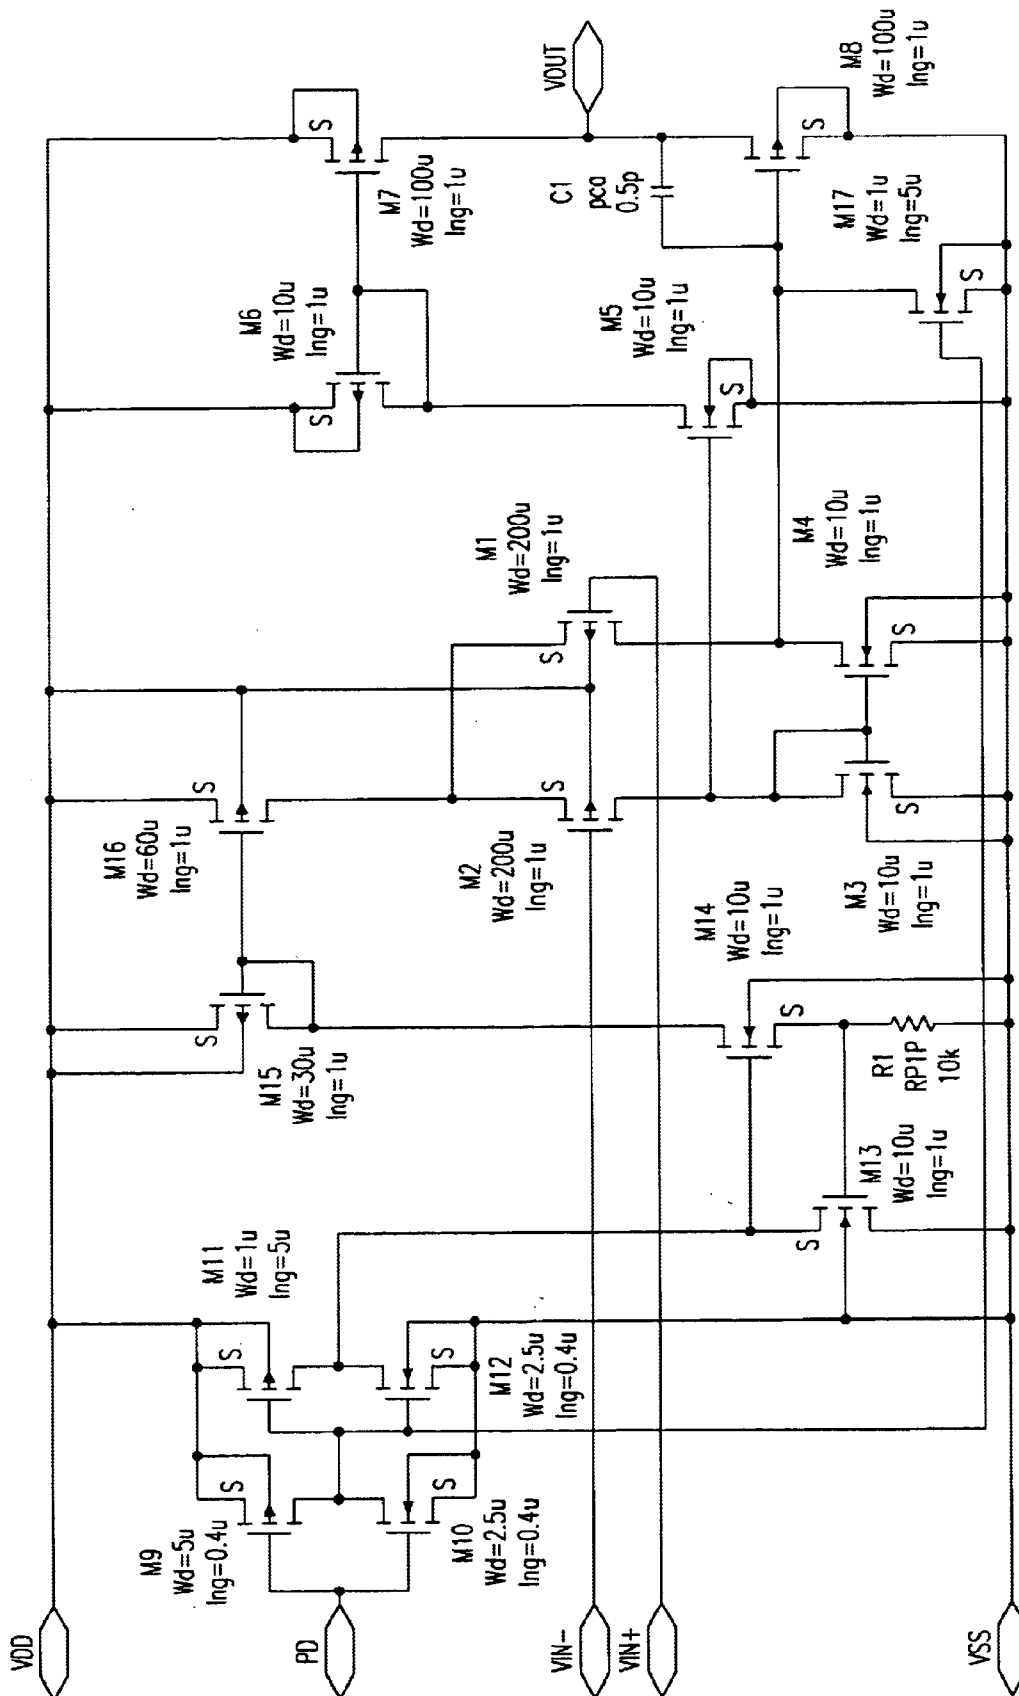 VDD
PD
VIN-
VIN+
VSS
M9
Wd=5u
lng=0.4u
S
M10
Wd=2.5u
lng=0.4u
S
M11
Wd=1u
lng=5u
S
M12
Wd=2.5u
lng=0.4u
S
M13
Wd=10u
lng=1u
S
R1
RP1P
10k
M15
Wd=30u
lng=1u
S
M14
Wd=10u
lng=1u
S
M16
Wd=60u
lng=1u
S
M2
Wd=200u
lng=1u
S
M3
Wd=10u
lng=1u
S
M1
Wd=200u
lng=1u
S
M4
Wd=10u
lng=1u
S
M6
Wd=10u
lng=1u
S
M5
Wd=10u
lng=1u
S
M7
Wd=100u
lng=1u
S
C1
pca
0.5p
M17
Wd=1u
lng=5u
S
M8
Wd=100u
lng=1u
S
VOUT